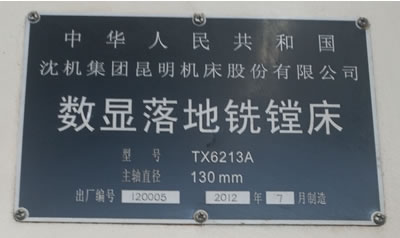 中华人民共和国
沈机集团昆明机床股份有限公司
数显落地铣镗床
型号 TX6213A
主轴直径 130mm
出厂编号 120005 2012 年 7 月制造